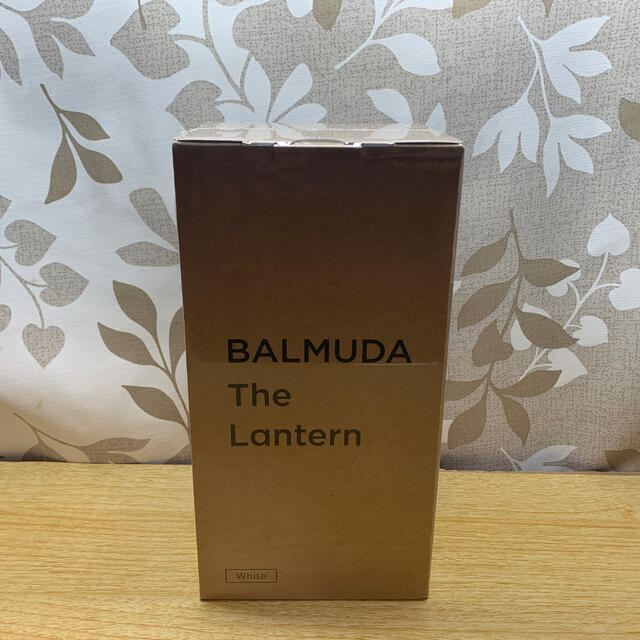 BALMUDA
The
Lantern
White